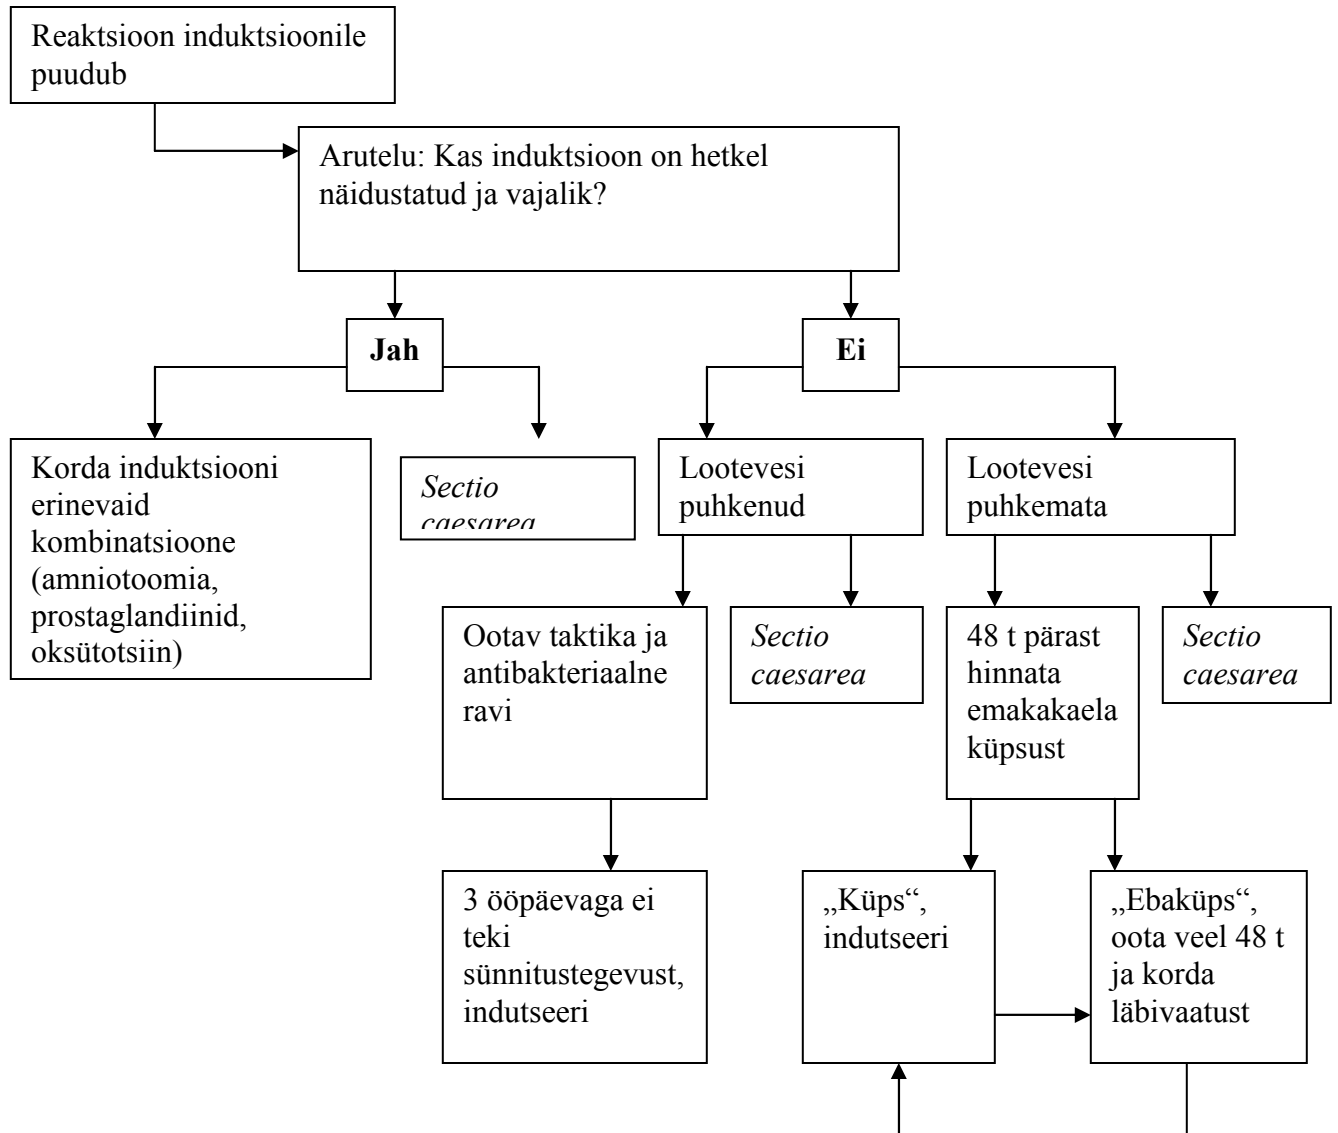 Reaktsioon induktsioonile
puudub
Arutelu: Kas induktsioon on hetkel
näidustatud ja vajalik?
Jah
Ei
Korda induktsiooni
erinevaid
kombinatsioone
(amniotoomia,
prostaglandiinid,
oksütotsiin)
Sectio
caesarea
Lootevesi
puhkenud
Lootevesi
puhkemata
Ootav taktika ja
antibakteriaalne
ravi
Sectio
caesarea
48 t pärast
hinnata
emakakaela
küpsust
Sectio
caesarea
3 ööpäevaga ei
teki
sünnitustegevust,
indutseeri
„Küps“,
indutseeri
„Ebaküps“,
oota veel 48 t
ja korda
läbivaatust